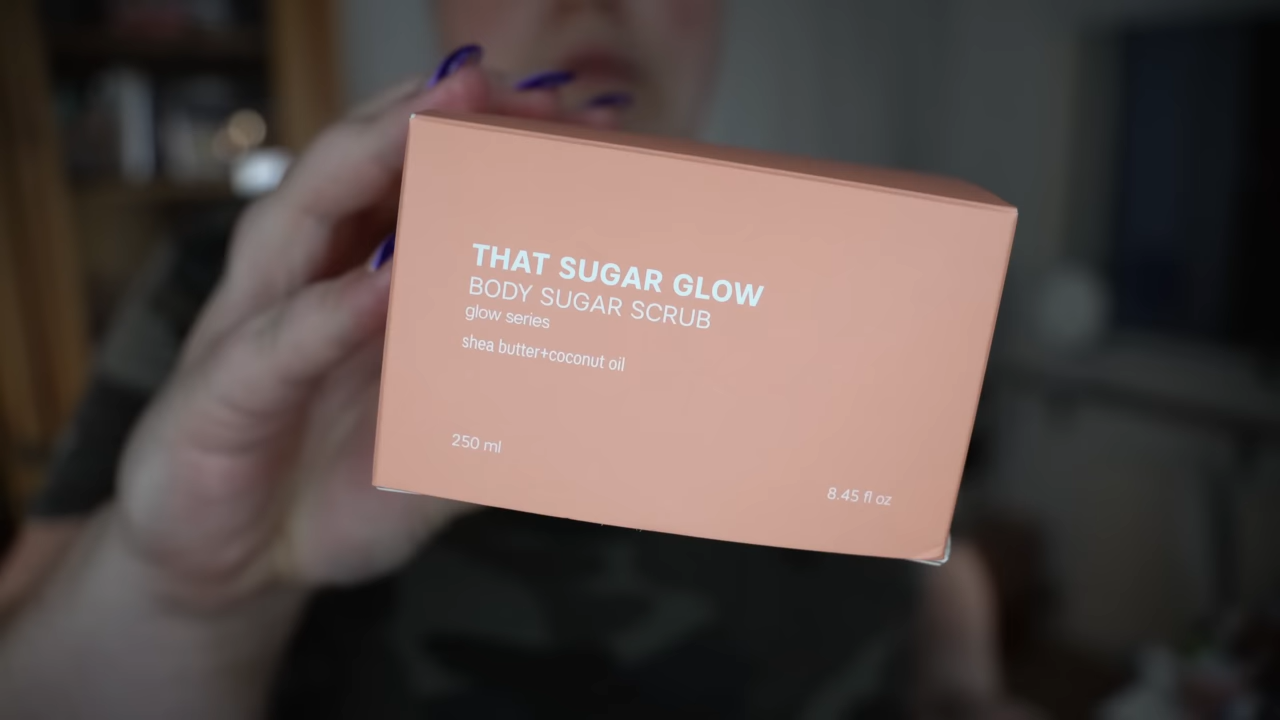 THAT SUGAR GLOW
BODY SUGAR SCRUB
glow series
shea butter+coconut oil
250 ml
8.45 fl oz